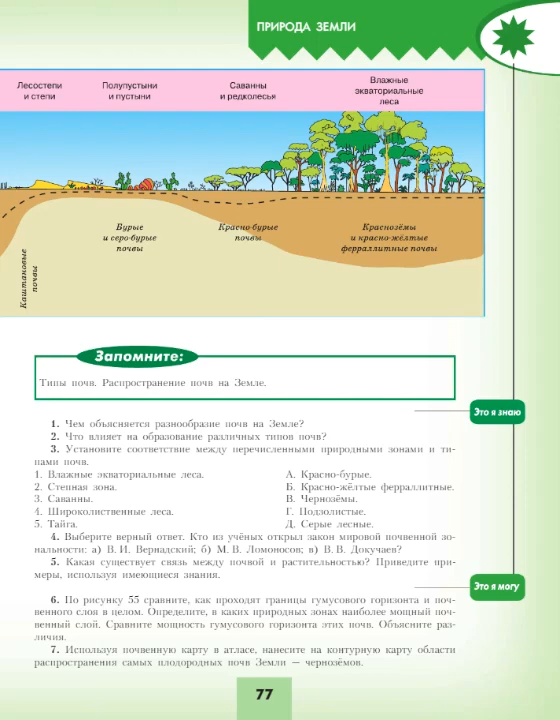 ПРИРОДА ЗЕМЛИ
Лесостепи
и степи
Полупустыни
и пустыни
Саванны
и редколесья
Влажные
экваториальные
леса
Каштановые
почвы
Бурые
и серо-бурые
почвы
Красно-бурые
почвы
Краснозёмы
и красно-жёлтые
ферраллитные почвы
Запомните:
Типы почв. Распространение почв на Земле.
Это я знаю
1. Чем объясняется разнообразие почв на Земле?
2. Что влияет на образование различных типов почв?
3. Установите соответствие между перечисленными природными зонами и ти-
пами почв.
1. Влажные экваториальные леса.
2. Степная зона.
3. Саванны.
4. Широколиственные леса.
5. Тайга.
А. Красно-бурые.
Б. Красно-жёлтые ферраллитные.
В. Чернозёмы.
Г. Подзолистые.
Д. Серые лесные.
4. Выберите верный ответ. Кто из учёных открыл закон мировой почвенной зо-
нальности: а) В. И. Вернадский; б) М. В. Ломоносов; в) В. В. Докучаев?
5. Какая существует связь между почвой и растительностью? Приведите при-
меры, используя имеющиеся знания.
Это я могу
6. По рисунку 55 сравните, как проходят границы гумусового горизонта и поч-
венного слоя в целом. Определите, в каких природных зонах наиболее мощный поч-
венный слой. Сравните мощность гумусового горизонта этих почв. Объясните раз-
личия.
7. Используя почвенную карту в атласе, нанесите на контурную карту области
распространения самых плодородных почв Земли — чернозёмов.
77